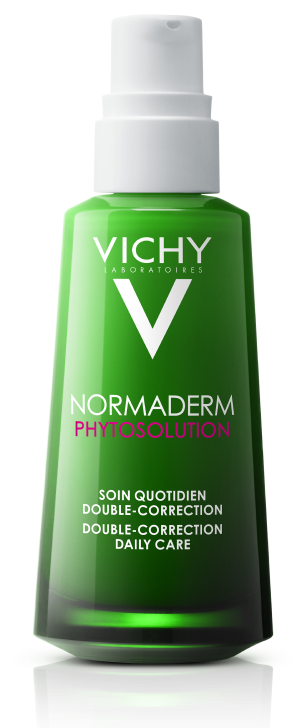 VICHY
LABORATOIRES
V
NORMADERM
PHYTOSOLUTION
SOIN QUOTIDIEN
DOUBLE-CORRECTION
DOUBLE-CORRECTION
DAILY CARE